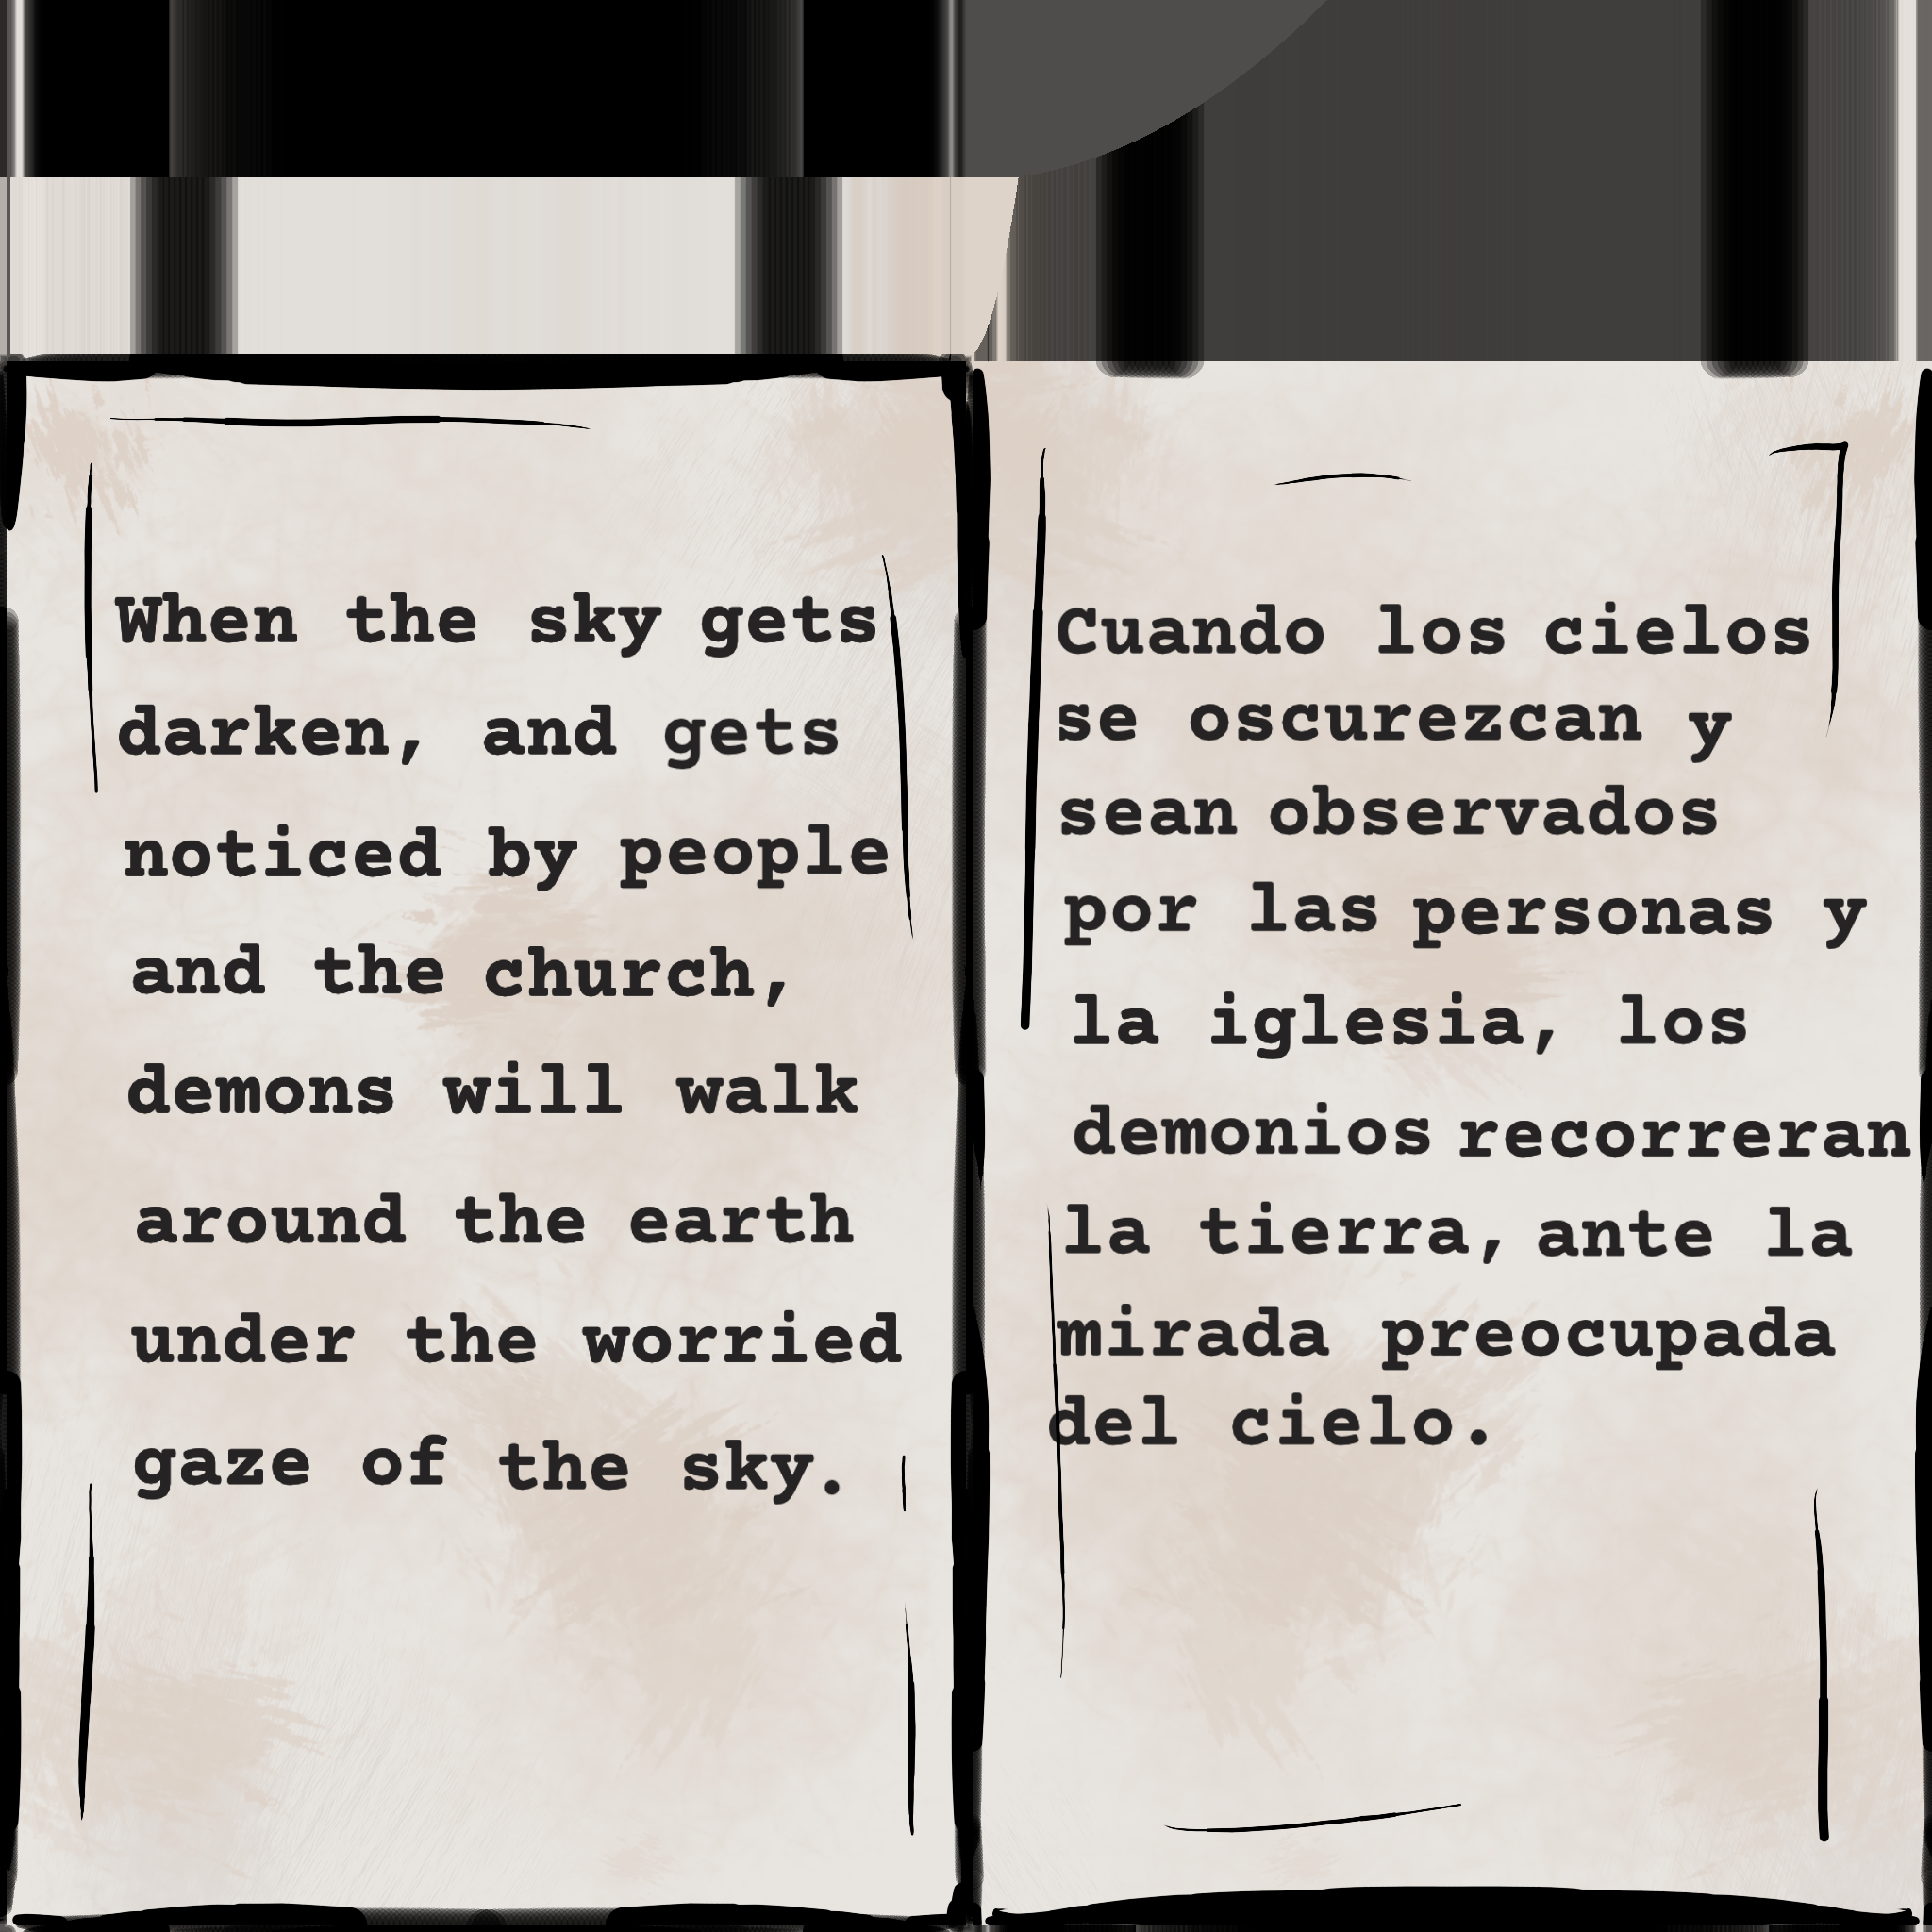 When the sky gets
darken, and gets
noticed by people
and the church,
demons will walk
around the earth
under the worried
gaze of the sky.
Cuando los cielos
se oscurezcan y
sean observados
por las personas y
la iglesia, los
demonios recorreran
la tierra, ante la
mirada preocupada
del cielo.